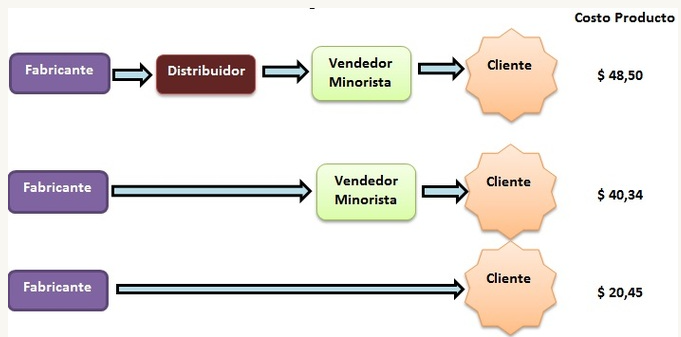 Costo Producto
Fabricante
Distribuidor
Vendedor
Minorista
Cliente
$ 48,50
Fabricante
Vendedor
Minorista
Cliente
$ 40,34
Fabricante
Cliente
$ 20,45